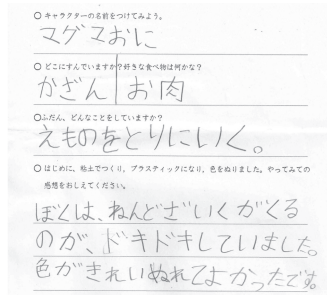 ○ キャラクターの名前をつけてみよう。
マグマおに
○ どこにすんでいますか?好きな食べ物は何かな?
かざん お肉
○ふだん、どんなことをしていますか?
えものをとりにいく。
○ はじめに、粘土でつくり、プラスティックになり、色をぬりました。やってみての
感想をおしえてください。
ぼくは、ねんどざいくがくる
のが、ドキドキしていました。
色がきれいぬれてよかったです。